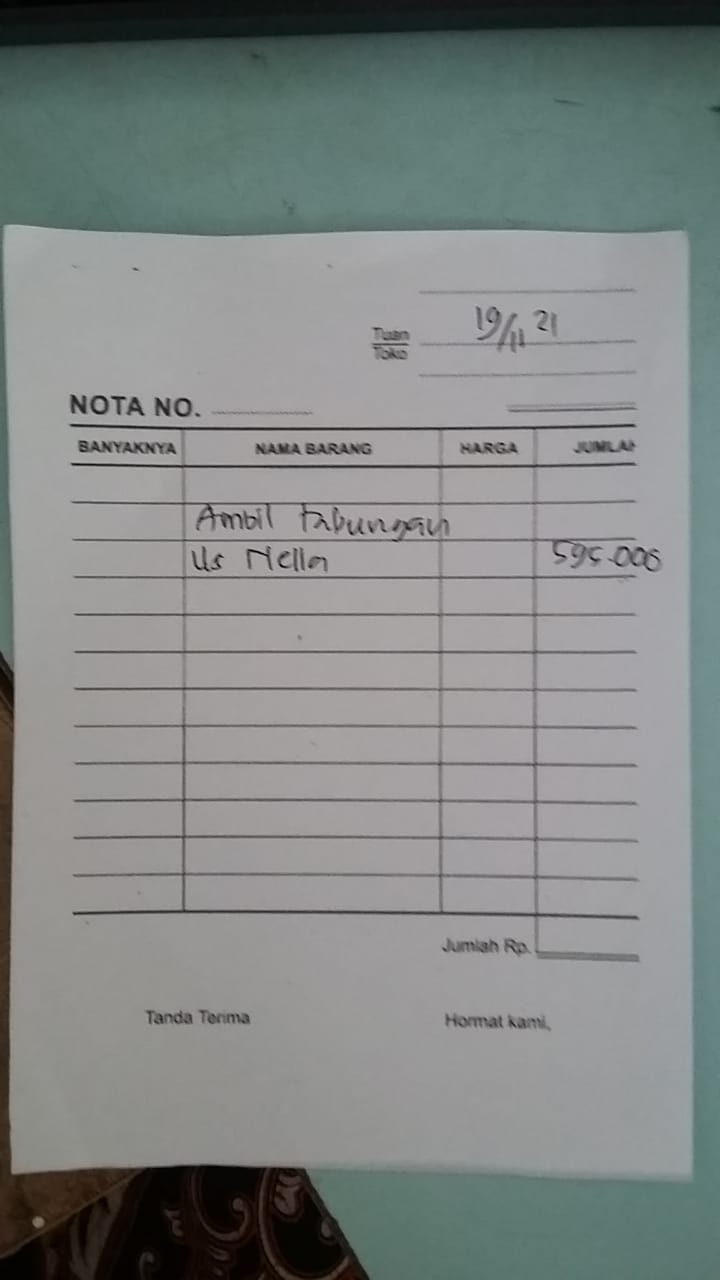 19/11 21
Tuan
Toko
NOTA NO.
BANYAKNYA NAMA BARANG HARGA JUMLAH
Ambil tabungan
Us Nella 595.000
Jumlah Rp.
Tanda Terima Hormat kami,